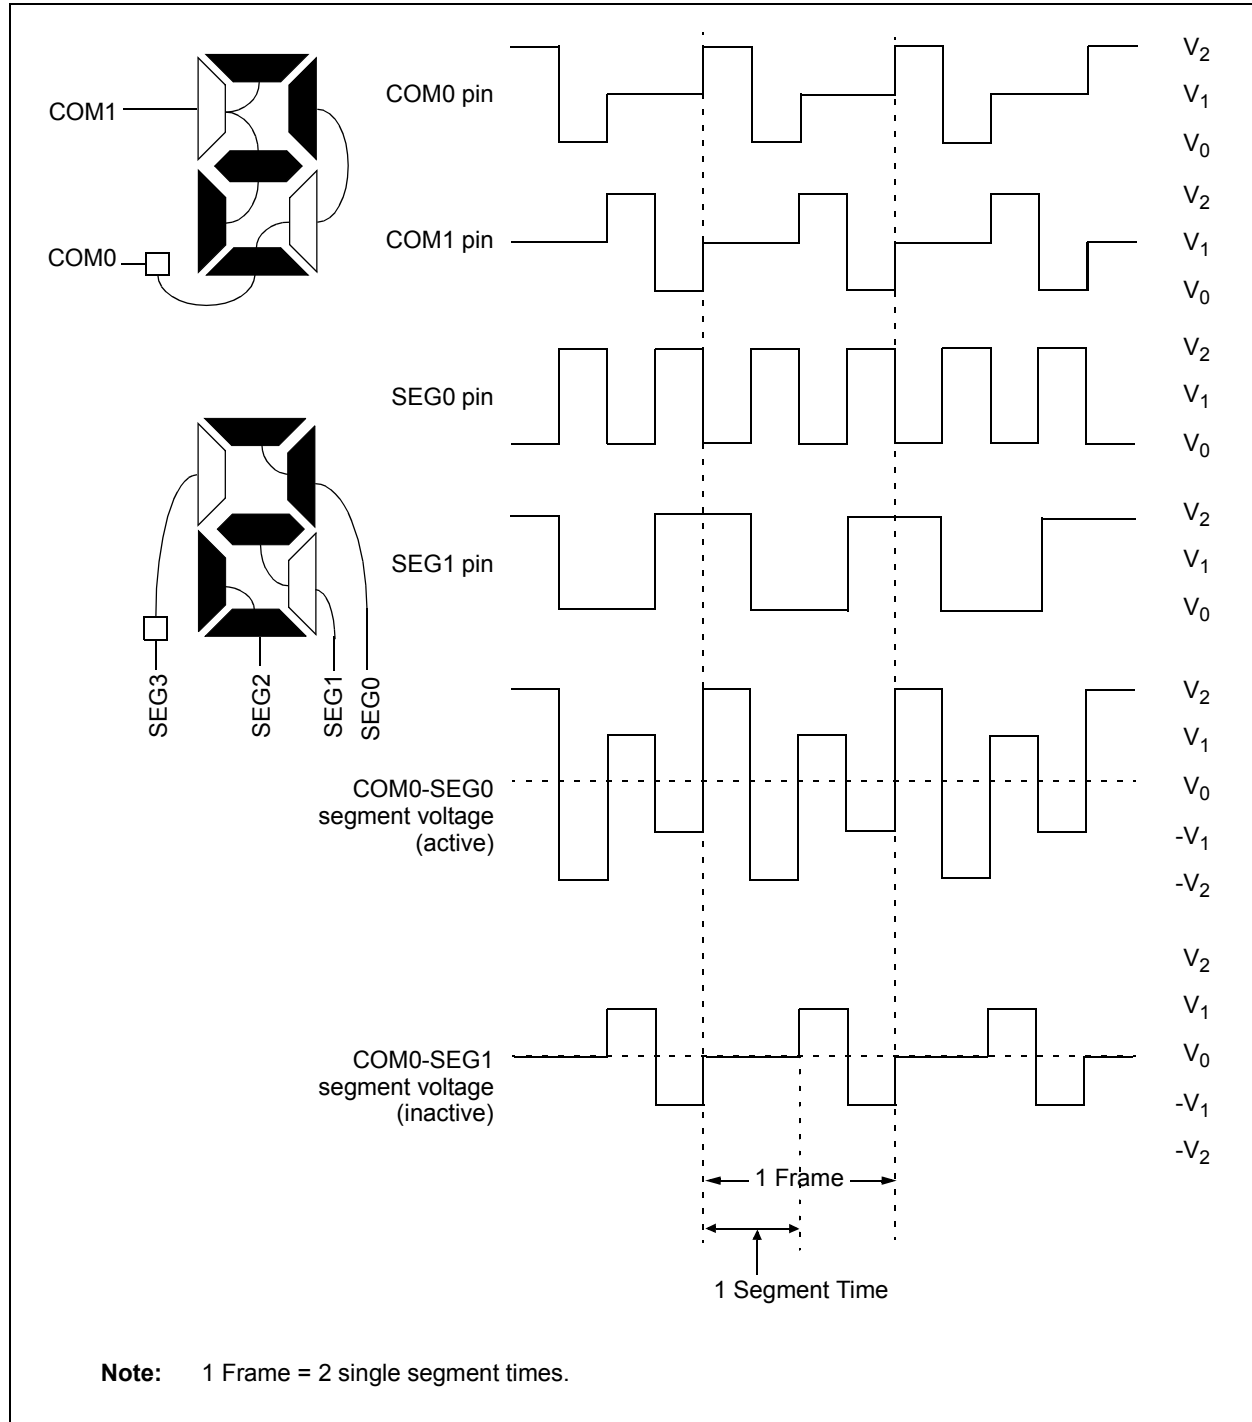 COM1
COM0
SEG3
SEG2
SEG1
SEG0
COM0 pin
V2
V1
V0
COM1 pin
V2
V1
V0
SEG0 pin
V2
V1
V0
SEG1 pin
V2
V1
V0
COM0-SEG0
segment voltage
(active)
V2
V1
V0
-V1
-V2
COM0-SEG1
segment voltage
(inactive)
V2
V1
V0
-V1
-V2
1 Frame
1 Segment Time
Note: 1 Frame = 2 single segment times.